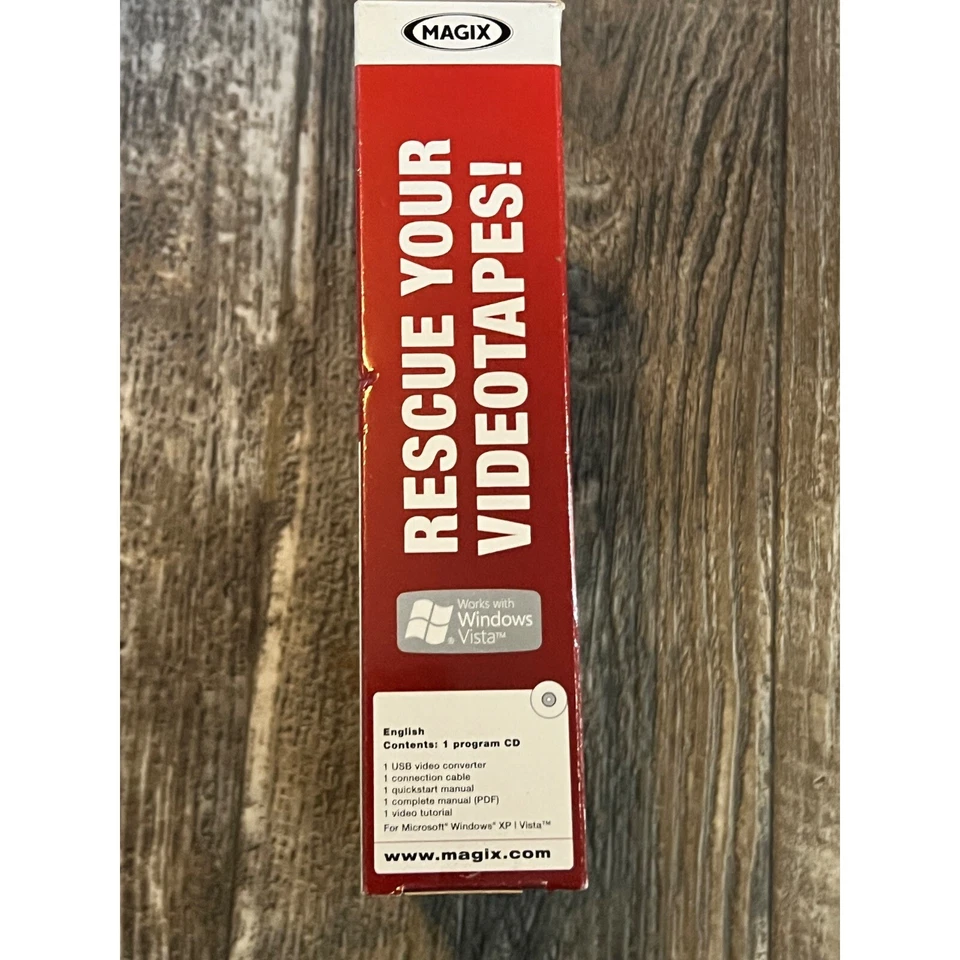 MAGIX
RESCUE YOUR
VIDEOTAPES!
Works with
Windows
® Vista™
English
Contents: 1 program CD
1 USB video converter
1 connection cable
1 quickstart manual
1 complete manual (PDF)
1 video tutorial
For Microsoft® Windows® XP | Vista™
www.magix.com